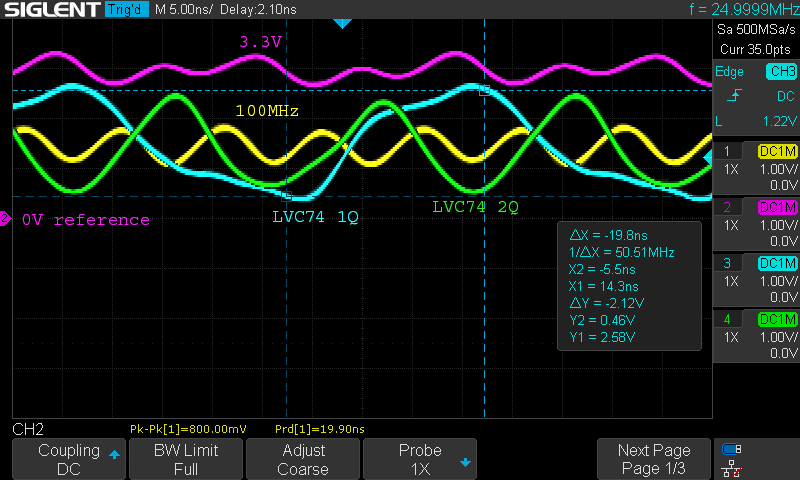 SIGLENT Trig'd M 5.00ns/ Delay:2.10ns f = 24.9999MHz
Sa 500MSa/s
Curr 35.0pts
Edge CH3
DC
L 1.22V
3.3V
100MHz
1 DC1M
1X 1.00V/
0.0V
2 DC1M
1X 1.00V/
0.0V
2 0V reference
LVC74 1Q
LVC74 2Q
3 DC1M
1X 1.00V/
0.0V
4 DC1M
1X 1.00V/
0.0V
△X = -19.8ns
1/△X = 50.51MHz
X2 = -5.5ns
X1 = 14.3ns
△Y = -2.12V
Y2 = 0.46V
Y1 = 2.58V
CH2 Pk-Pk[1]=800.00mV Prd[1]=19.90ns
Coupling
DC
BW Limit
Full
Adjust
Coarse
Probe
1X
Next Page
Page 1/3